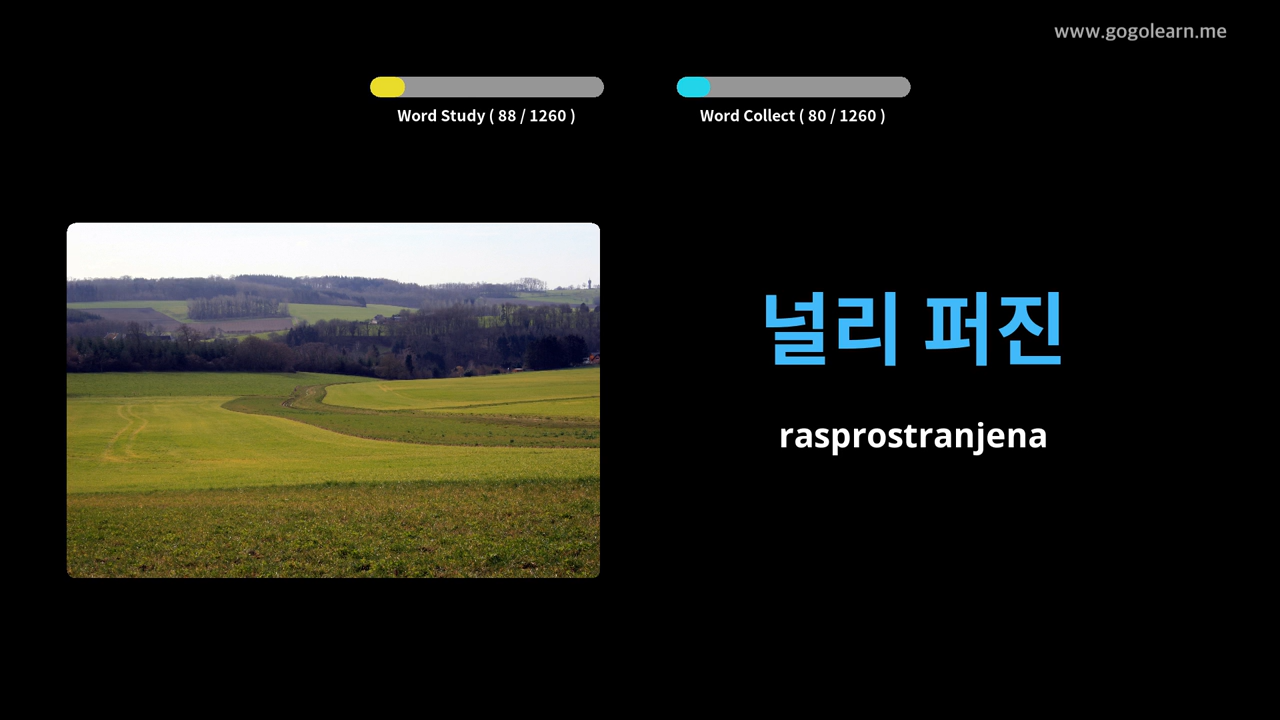 www.gogolearn.me
Word Study ( 88 / 1260 )
Word Collect ( 80 / 1260 )
널리 퍼진
rasprostranjena